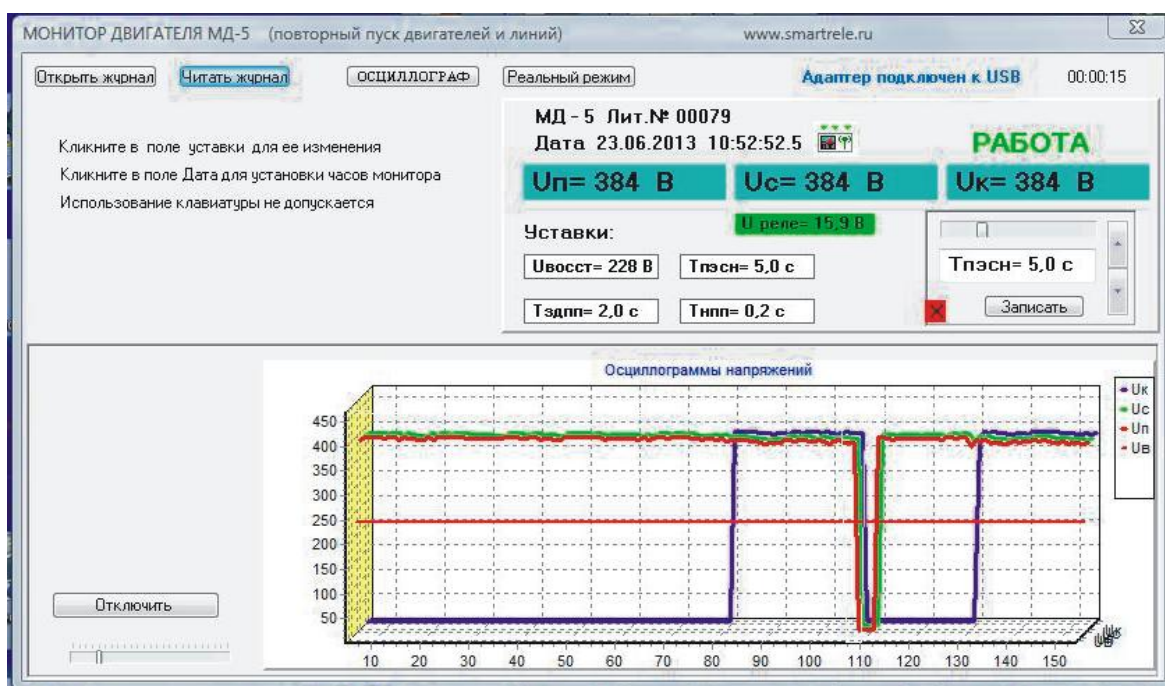 МОНИТОР ДВИГАТЕЛЯ МД-5 (повторный пуск двигателей и линий) www.smartrele.ru
Открыть журнал Читать журнал ОСЦИЛЛОГРАФ Реальный режим Адаптер подключен к USB 00:00:15
МД - 5 Лит.№ 00079
Дата 23.06.2013 10:52:52.5 РАБОТА
Кликните в поле уставки для ее изменения
Кликните в поле Дата для установки часов монитора
Использование клавиатуры не допускается
Uп= 384 В Uс= 384 В Uк= 384 В
U реле= 15,9 В
Уставки:
Uвосст= 228 В Тпэсн= 5,0 с Тпэсн= 5,0 с
Тздпп= 2,0 с Тнпп= 0,2 с Записать
Осциллограммы напряжений
Uк
Uс
Uп
Uв
450
400
350
300
250
200
150
100
50
10 20 30 40 50 60 70 80 90 100 110 120 130 140 150
Отключить